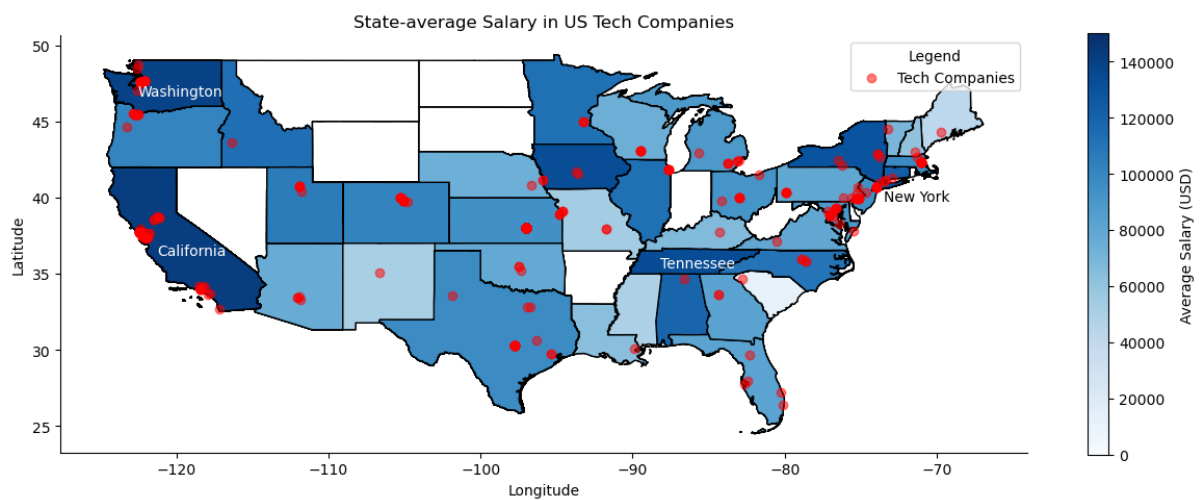 State-average Salary in US Tech Companies
Legend
Tech Companies
Washington
California
Tennessee
New York
50
45
40
35
30
25
Latitude
−120
−110
−100
−90
−80
−70
Longitude
140000
120000
100000
80000
60000
40000
20000
0
Average Salary (USD)